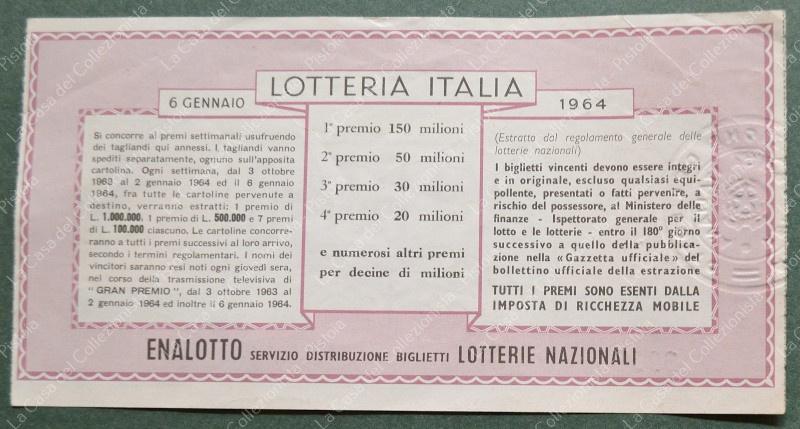 LOTTERIA ITALIA
6 GENNAIO
1964
Si concorre ai premi settimanali usufruendo
dei tagliandi qui annessi. I tagliandi vanno
spediti separatamente, ognuno sull'apposita
cartolina. Ogni settimana, dal 3 ottobre
1963 al 2 gennaio 1964 ed il 6 gennaio
1964, fra tutte le cartoline pervenute a
destino, verranno estratti: 1 premio di
L. 1.000.000. 1 premio di L. 500.000 e 7 premi
di L. 100.000 ciascuno. Le cartoline concorre-
ranno a tutti i premi successivi al loro arrivo,
secondo i termini regolamentari. I nomi dei
vincitori saranno resi noti ogni giovedì sera,
nel corso della trasmissione televisiva di
"GRAN PREMIO", dal 3 ottobre 1963 al
2 gennaio 1964 ed inoltre il 6 gennaio 1964.
1° premio 150 milioni
2° premio 50 milioni
3° premio 30 milioni
4° premio 20 milioni
e numerosi altri premi
per decine di milioni
(Estratto dal regolamento generale delle
lotterie nazionali)
I biglietti vincenti devono essere integri
e in originale, escluso qualsiasi equi-
pollente, presentati o fatti pervenire, a
rischio del possessore, al Ministero delle
finanze - Ispettorato generale per il
lotto e le lotterie - entro il 180° giorno
successivo a quello della pubblica-
zione nella «Gazzetta ufficiale» del
bollettino ufficiale della estrazione
TUTTI I PREMI SONO ESENTI DALLA
IMPOSTA DI RICCHEZZA MOBILE
ENALOTTO SERVIZIO DISTRIBUZIONE BIGLIETTI LOTTERIE NAZIONALI
La Casa del Collezionista
Pistoia